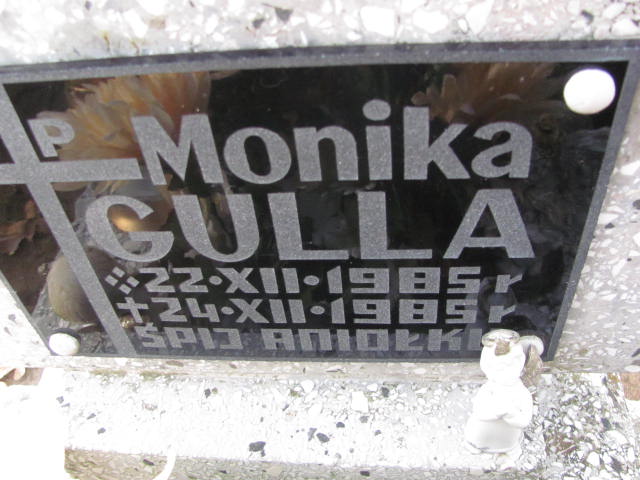 P
Monika
GULLA
※22·XII·1985r
+24·XII·1985r
ŚPIJ ANIOŁKU